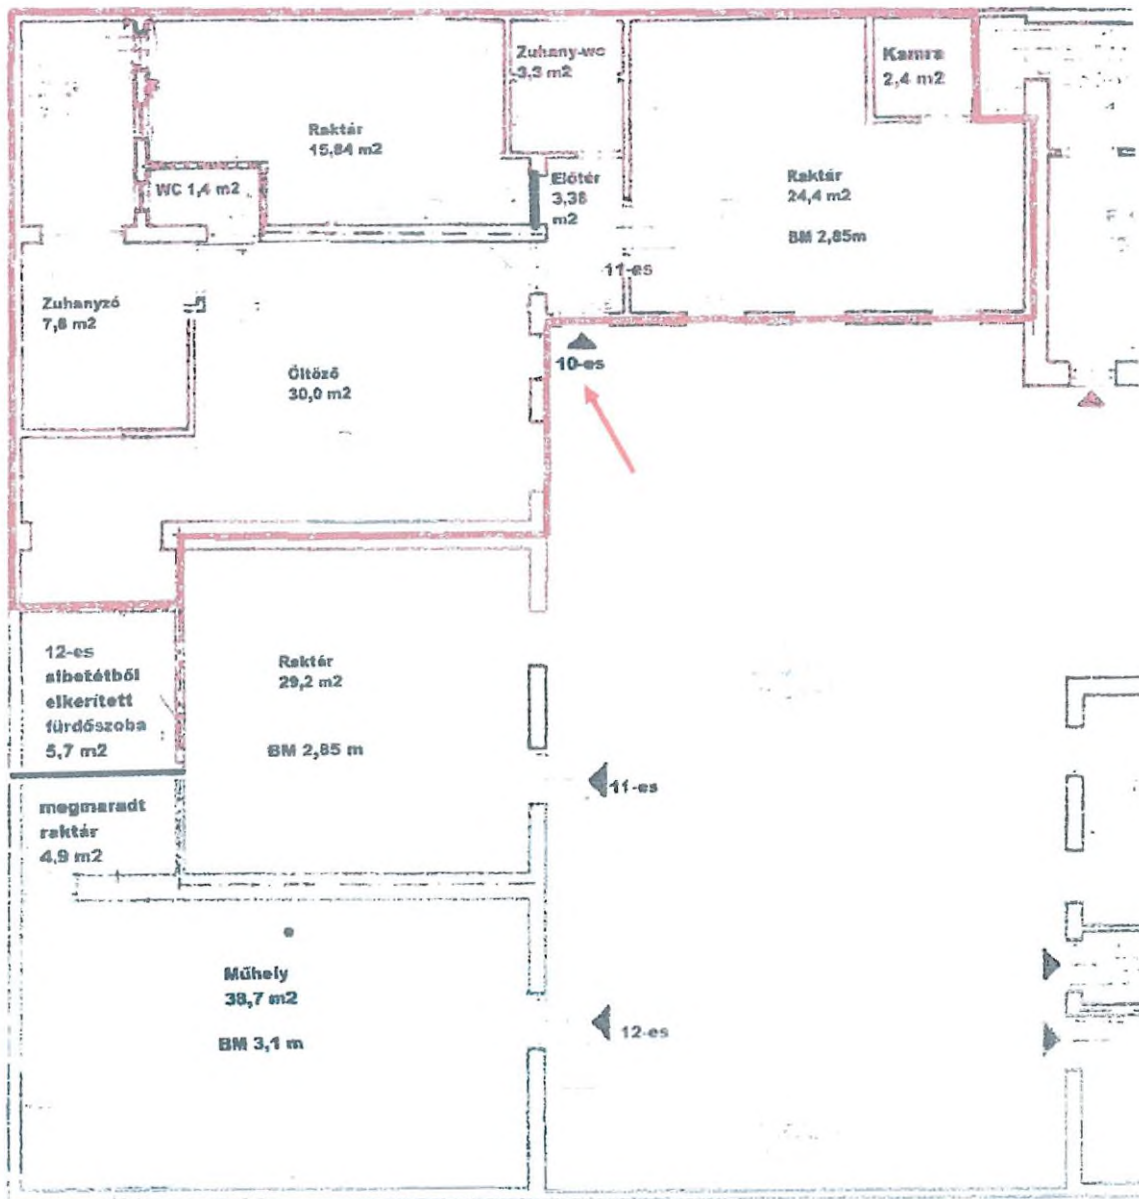 Zuhany-wc
3,3 m2
Kamra
2,4 m2
Raktár
15,84 m2
WC 1,4 m2
Előtér
3,38
m2
Raktár
24,4 m2
BM 2,85m
11-es
Zuhanyzó
7,8 m2
Öltöző
30,0 m2
10-es
12-es
albetétből
elkerített
fürdőszoba
5,7 m2
Raktár
29,2 m2
BM 2,85 m
11-es
megmaradt
raktár
4,9 m2
Műhely
38,7 m2
BM 3,1 m
12-es